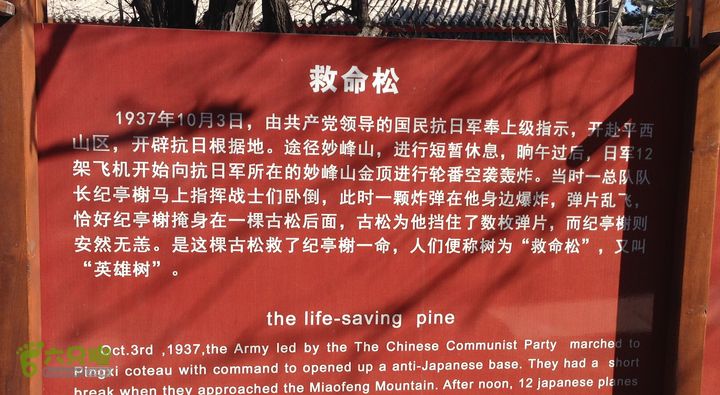 救命松
1937年10月3日，由共产党领导的国民抗日军奉上级指示，开赴平西
山区，开辟抗日根据地。途径妙峰山，进行短暂休息，晌午过后，日军12
架飞机开始向抗日军所在的妙峰山金顶进行轮番空袭轰炸。当时一总队队
长纪亭榭马上指挥战士们卧倒，此时一颗炸弹在他身边爆炸，弹片乱飞，
恰好纪亭榭掩身在一棵古松后面，古松为他挡住了数枚弹片，而纪亭榭则
安然无恙。是这棵古松救了纪亭榭一命，人们便称树为“救命松”，又叫
“英雄树”。
the life-saving pine
Oct.3rd ,1937,the Army led by the The Chinese Communist Party marched to
Pingxi coteau with command to opened up a anti-Japanese base. They had a short
break when they approached the Miaofeng Mountain. After noon, 12 japanese planes
六只脚